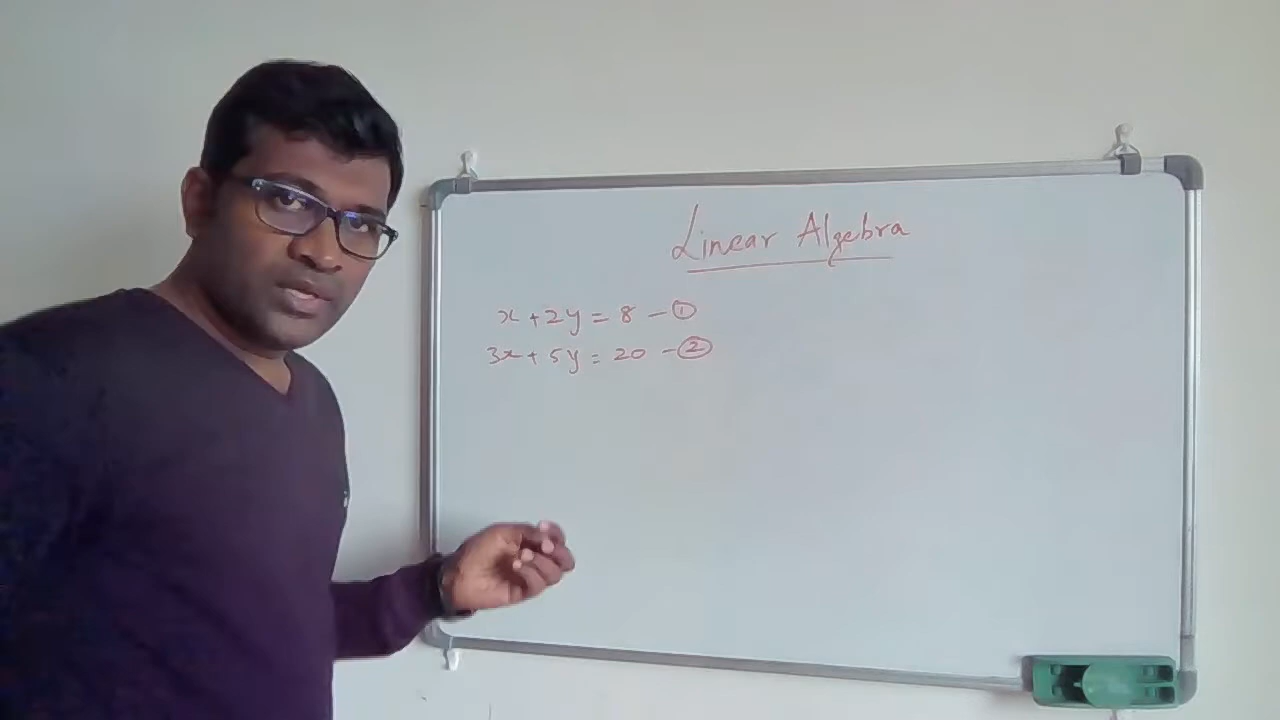 Linear Algebra
x + 2y = 8 — ①
3x + 5y = 20 — ②